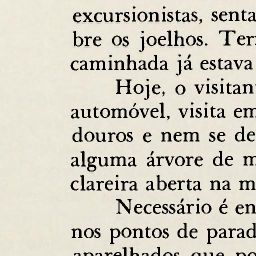 excursionistas, senta
bre os joelhos. Ter
caminhada já estava
Hoje, o visitan
automóvel, visita em
douros e nem se de
alguma árvore de m
clareira aberta na m
Necessário é en
nos pontos de parad
aparelhados que po